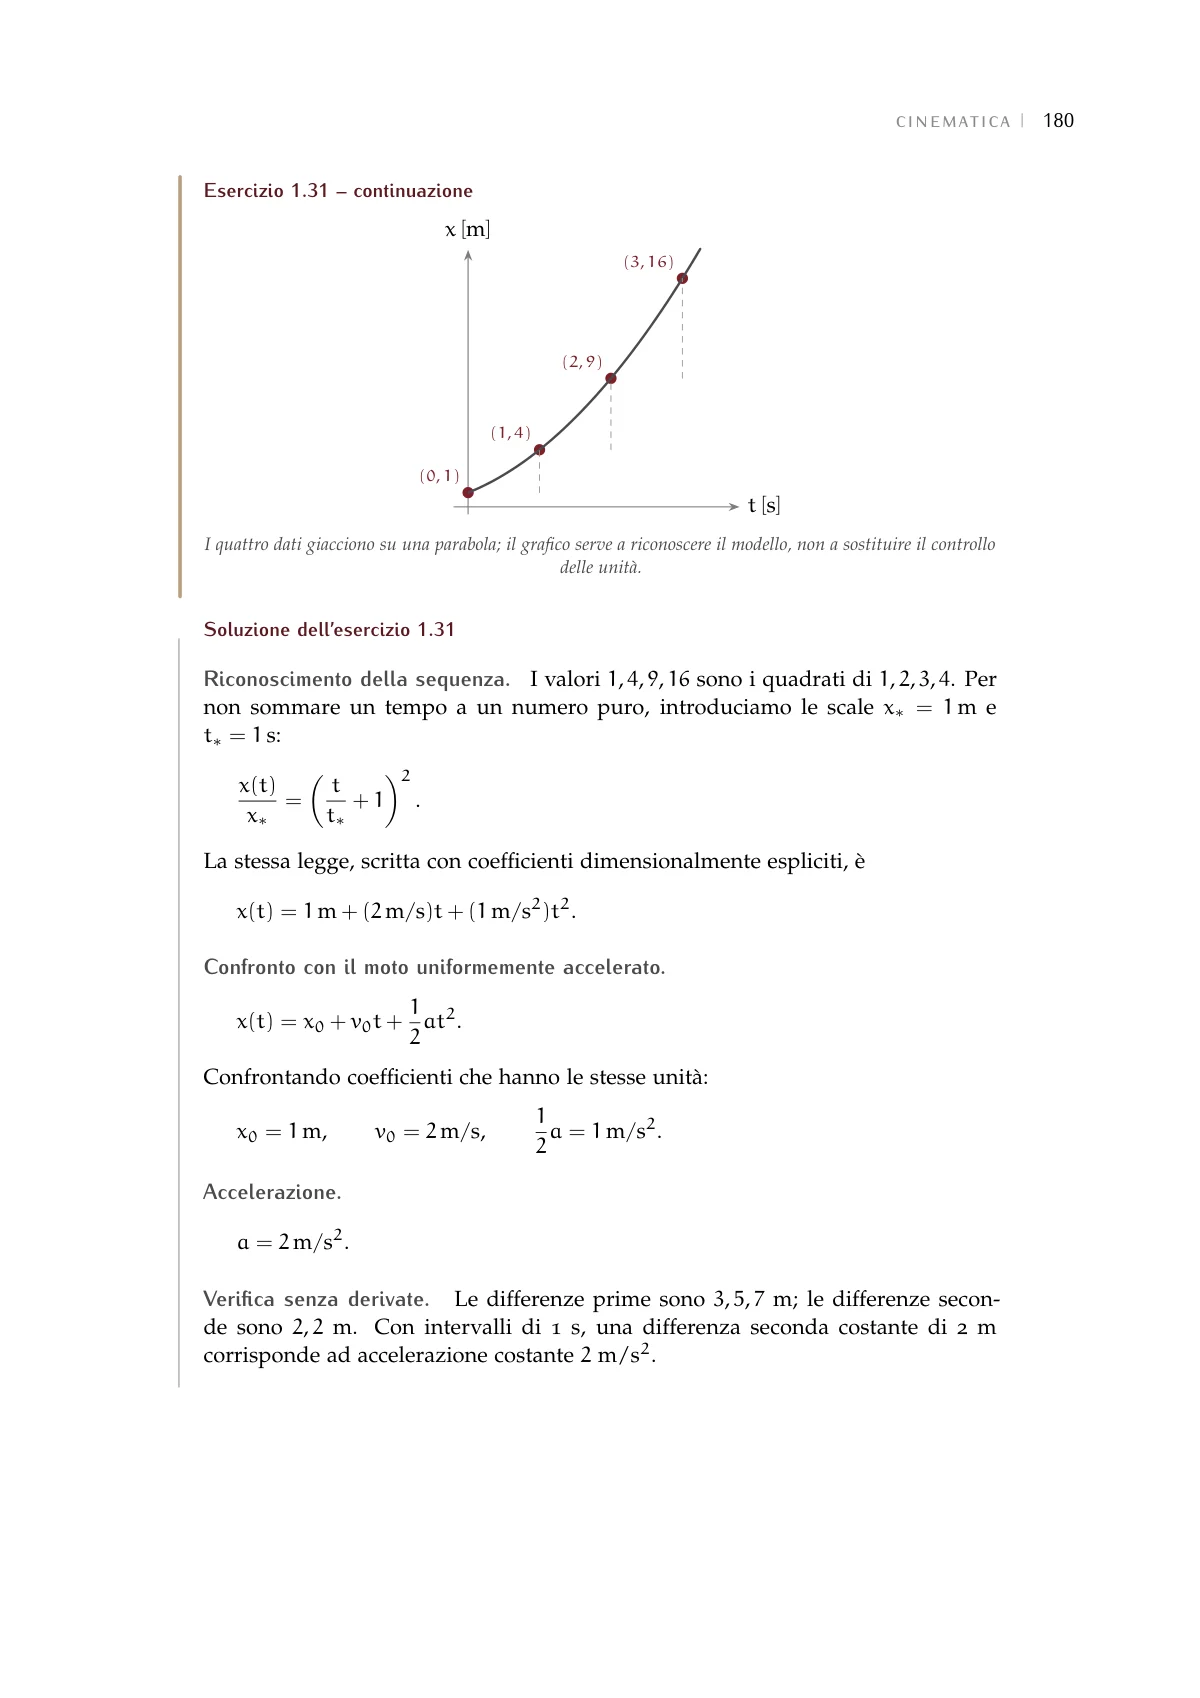 CINEMATICA | 180
Esercizio 1.31 – continuazione
x [m]
(3, 16)
(2, 9)
(1, 4)
(0, 1)
t [s]
I quattro dati giacciono su una parabola; il grafico serve a riconoscere il modello, non a sostituire il controllo
delle unità.
Soluzione dell'esercizio 1.31
Riconoscimento della sequenza. I valori 1, 4, 9, 16 sono i quadrati di 1, 2, 3, 4. Per
non sommare un tempo a un numero puro, introduciamo le scale x∗ = 1 m e
t∗ = 1 s:
x(t)/x∗ = (t/t∗ + 1)².
La stessa legge, scritta con coefficienti dimensionalmente espliciti, è
x(t) = 1 m + (2 m/s)t + (1 m/s²)t².
Confronto con il moto uniformemente accelerato.
x(t) = x₀ + v₀t + 1/2 at².
Confrontando coefficienti che hanno le stesse unità:
x₀ = 1 m, v₀ = 2 m/s, 1/2 a = 1 m/s².
Accelerazione.
a = 2 m/s².
Verifica senza derivate. Le differenze prime sono 3, 5, 7 m; le differenze secon-
de sono 2, 2 m. Con intervalli di 1 s, una differenza seconda costante di 2 m
corrisponde ad accelerazione costante 2 m/s².